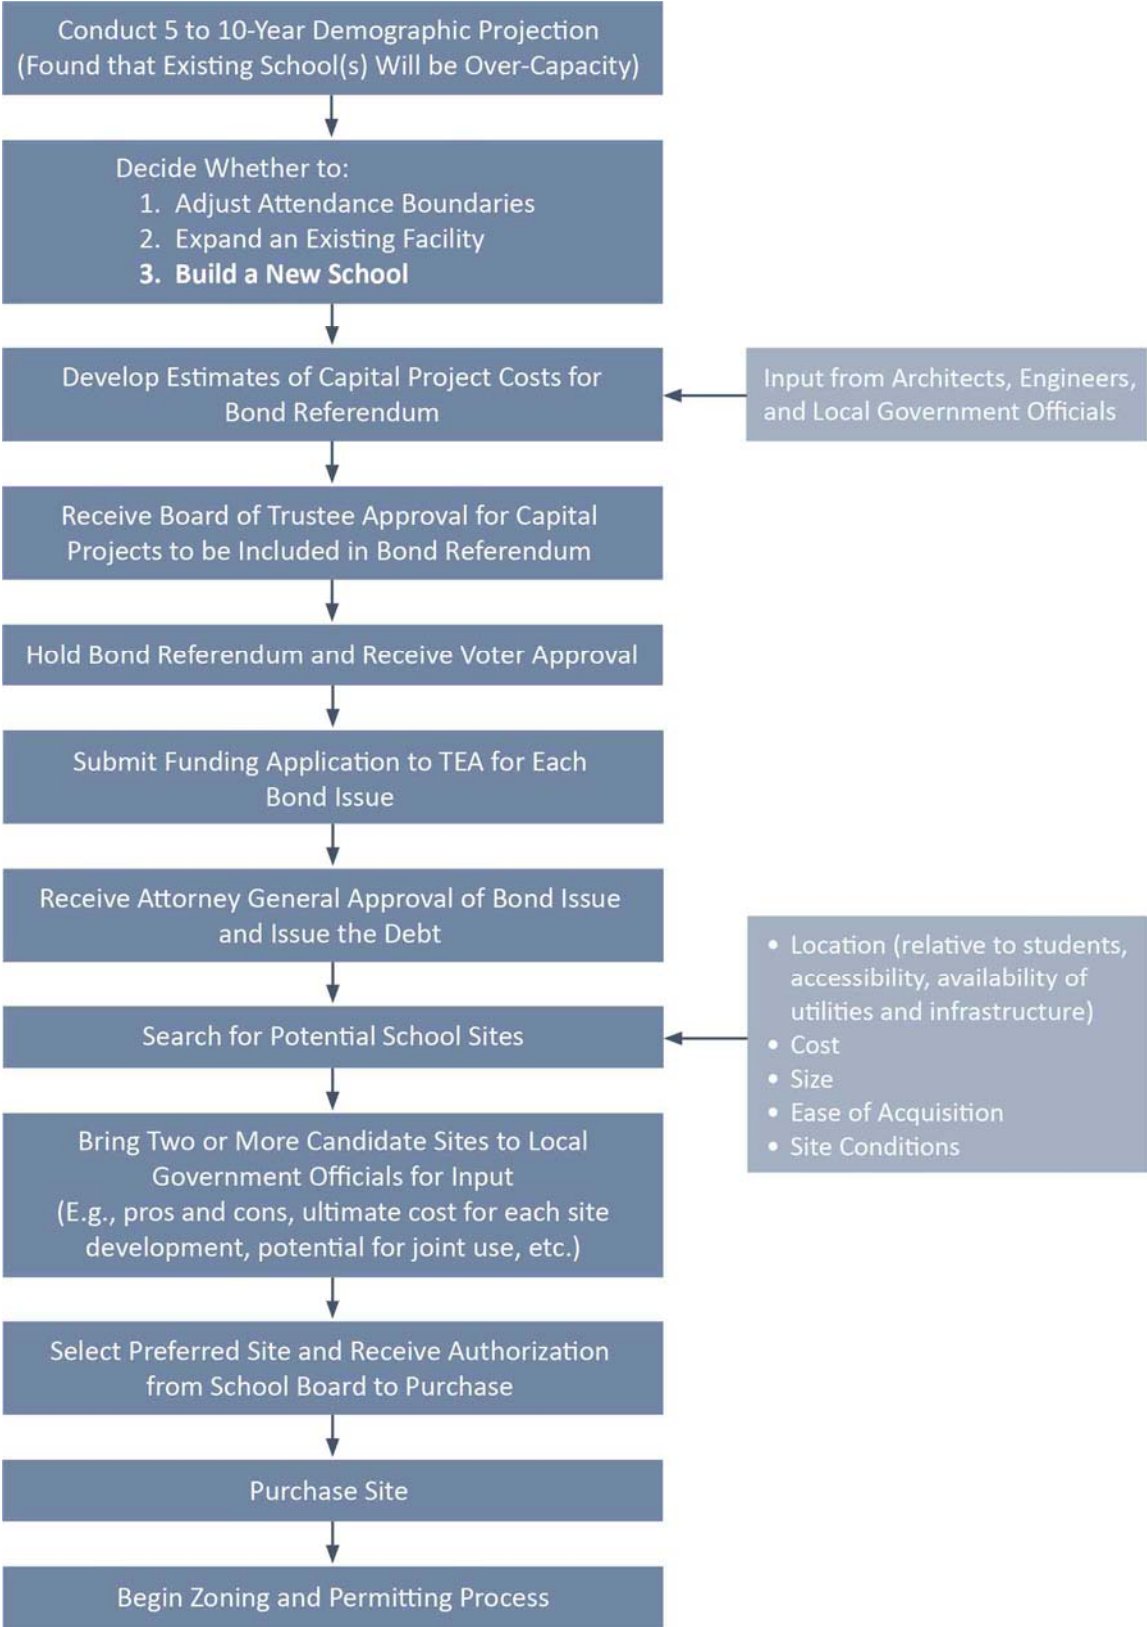 Conduct 5 to 10-Year Demographic Projection
(Found that Existing School(s) Will be Over-Capacity)
Decide Whether to:
1. Adjust Attendance Boundaries
2. Expand an Existing Facility
3. Build a New School
Develop Estimates of Capital Project Costs for
Bond Referendum
Input from Architects, Engineers,
and Local Government Officials
Receive Board of Trustee Approval for Capital
Projects to be Included in Bond Referendum
Hold Bond Referendum and Receive Voter Approval
Submit Funding Application to TEA for Each
Bond Issue
Receive Attorney General Approval of Bond Issue
and Issue the Debt
Search for Potential School Sites
• Location (relative to students,
accessibility, availability of
utilities and infrastructure)
• Cost
• Size
• Ease of Acquisition
• Site Conditions
Bring Two or More Candidate Sites to Local
Government Officials for Input
(E.g., pros and cons, ultimate cost for each site
development, potential for joint use, etc.)
Select Preferred Site and Receive Authorization
from School Board to Purchase
Purchase Site
Begin Zoning and Permitting Process